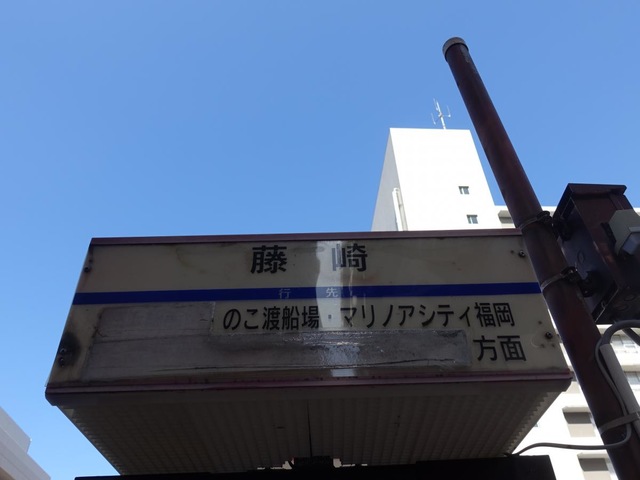 藤崎
行先
のこ渡船場・マリノアシティ福岡
方面